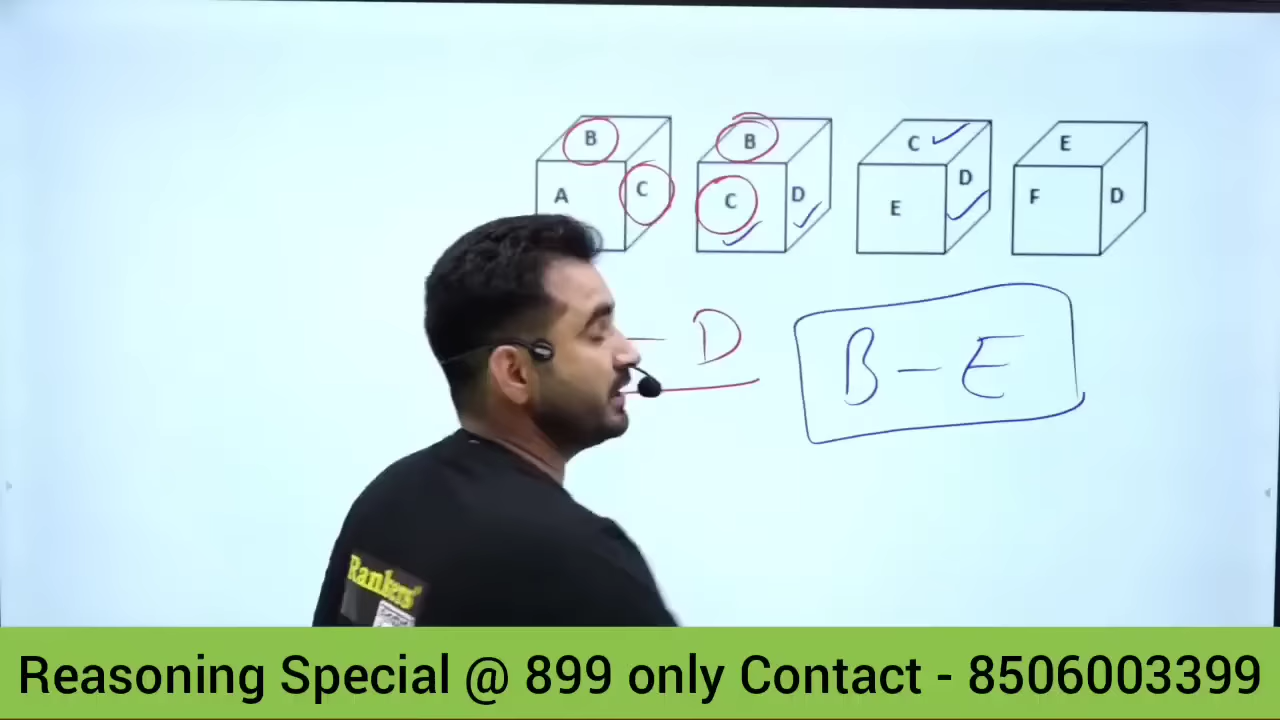 B B C E
A C C D E D F D
- D B - E
Rankers
Reasoning Special @ 899 only Contact - 8506003399